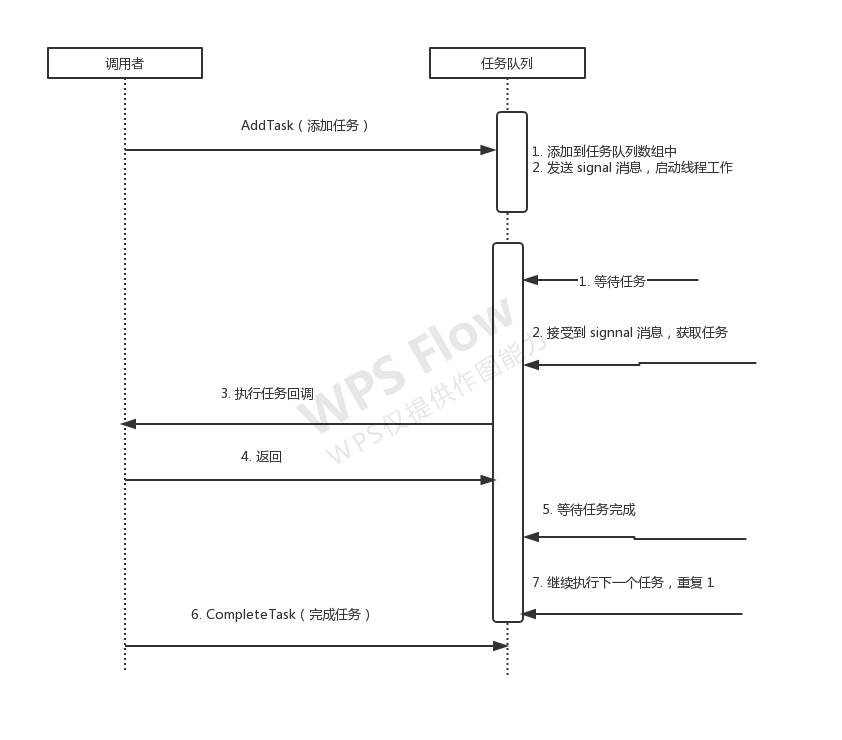 调用者
任务队列
AddTask（添加任务）
1. 添加到任务队列数组中
2. 发送 signal 消息，启动线程工作
1. 等待任务
2. 接受到 signnal 消息，获取任务
3. 执行任务回调
4. 返回
5. 等待任务完成
7. 继续执行下一个任务，重复 1
6. CompleteTask（完成任务）
WPS Flow
WPS仅提供作图能力